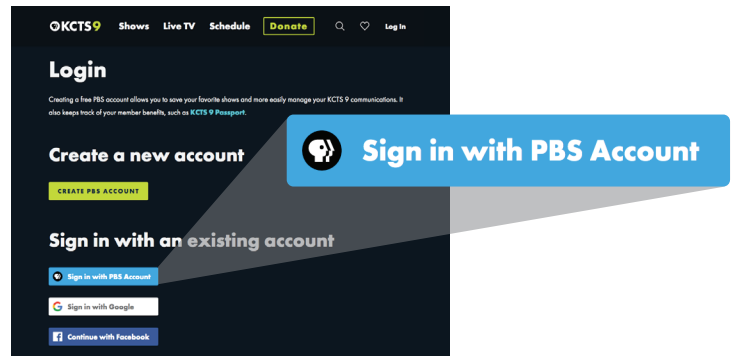 KCTS9 Shows Live TV Schedule Donate Log In
Login
Creating a free PBS account allows you to save your favorite shows and more easily manage your KCTS 9 communications. It
also keeps track of your member benefits, such as KCTS 9 Passport.
Sign in with PBS Account
Create a new account
CREATE PBS ACCOUNT
Sign in with an existing account
Sign in with PBS Account
Sign in with Google
Continue with Facebook